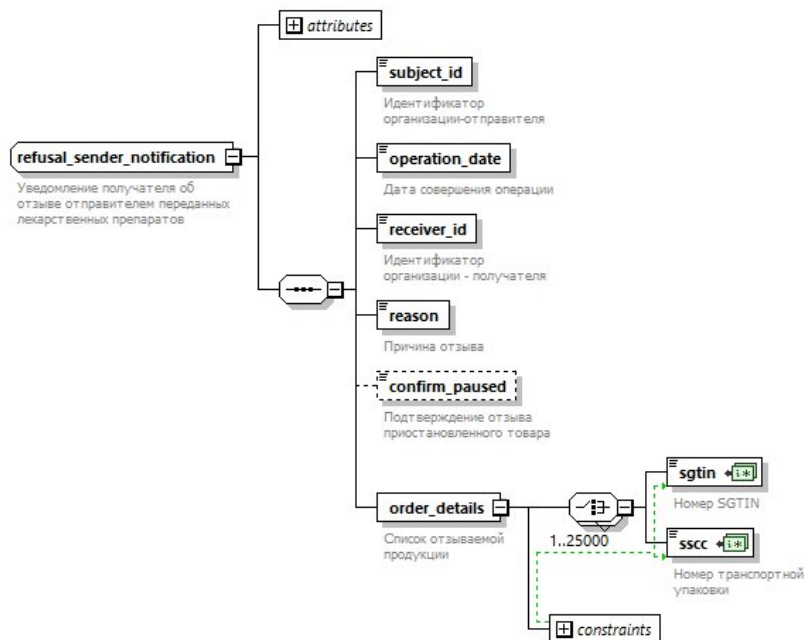 attributes
subject_id
Идентификатор
организации-отправителя
refusal_sender_notification
Уведомление получателя об
отзыве отправителем переданных
лекарственных препаратов
operation_date
Дата совершения операции
receiver_id
Идентификатор
организации - получателя
reason
Причина отзыва
confirm_paused
Подтверждение отзыва
приостановленного товара
order_details
Список отзываемой
продукции
1..25000
sgtin
Номер SGTIN
sscc
Номер транспортной
упаковки
constraints